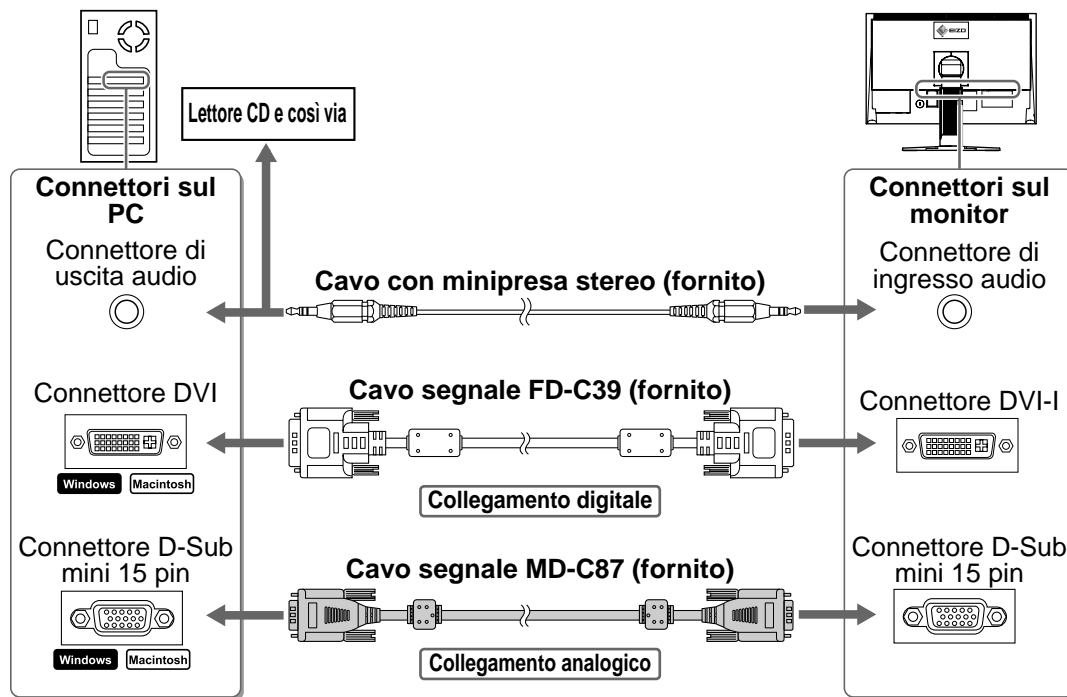 EIZO
Lettore CD e così via
Connettori sul
PC
Connettori sul
monitor
Connettore di
uscita audio
Cavo con minipresa stereo (fornito)
Connettore di
ingresso audio
Connettore DVI
Windows
Macintosh
Cavo segnale FD-C39 (fornito)
Collegamento digitale
Connettore DVI-I
Connettore D-Sub
mini 15 pin
Windows
Macintosh
Cavo segnale MD-C87 (fornito)
Collegamento analogico
Connettore D-Sub
mini 15 pin